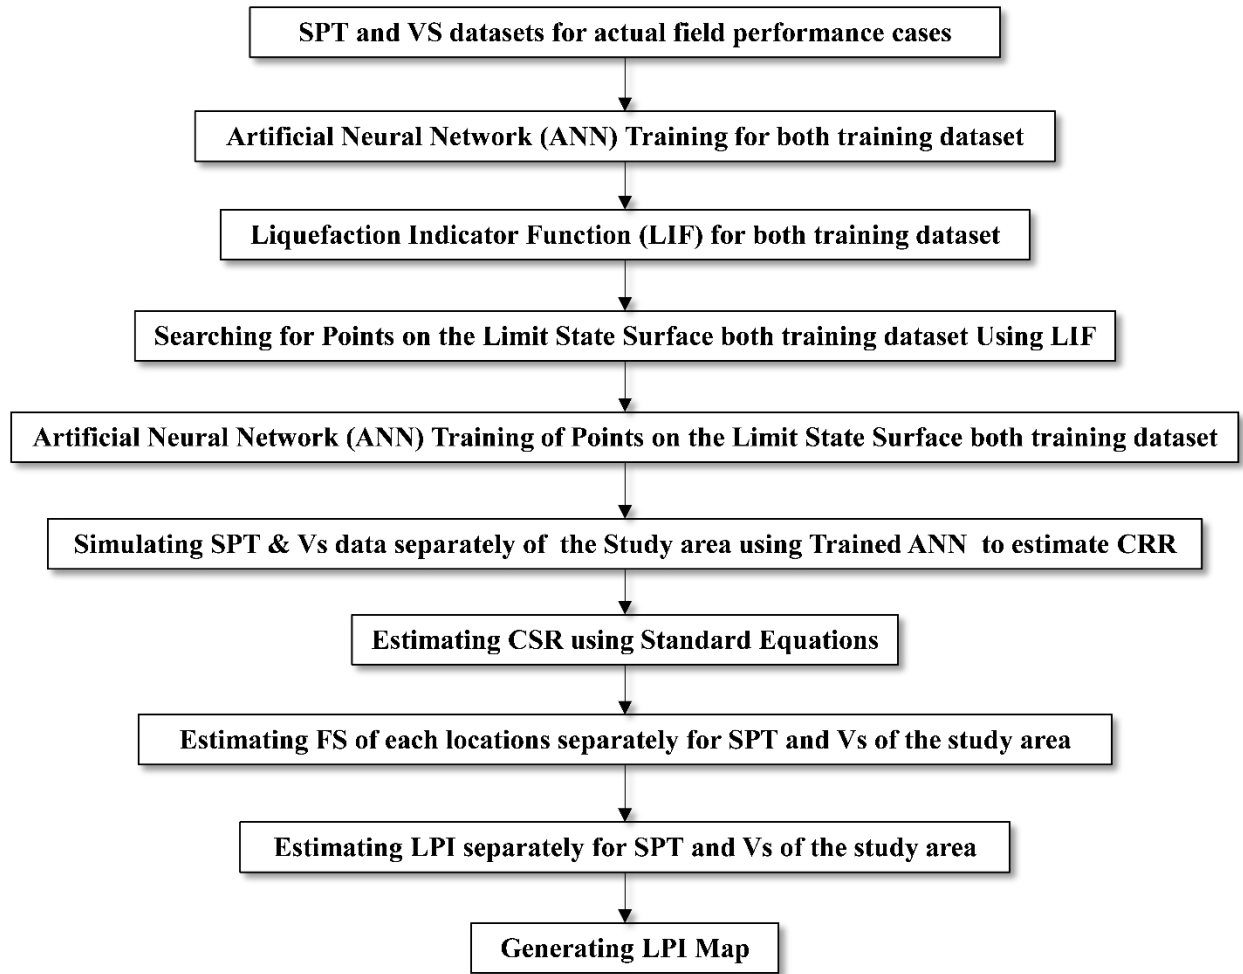 SPT and VS datasets for actual field performance cases
Artificial Neural Network (ANN) Training for both training dataset
Liquefaction Indicator Function (LIF) for both training dataset
Searching for Points on the Limit State Surface both training dataset Using LIF
Artificial Neural Network (ANN) Training of Points on the Limit State Surface both training dataset
Simulating SPT & Vs data separately of the Study area using Trained ANN to estimate CRR
Estimating CSR using Standard Equations
Estimating FS of each locations separately for SPT and Vs of the study area
Estimating LPI separately for SPT and Vs of the study area
Generating LPI Map